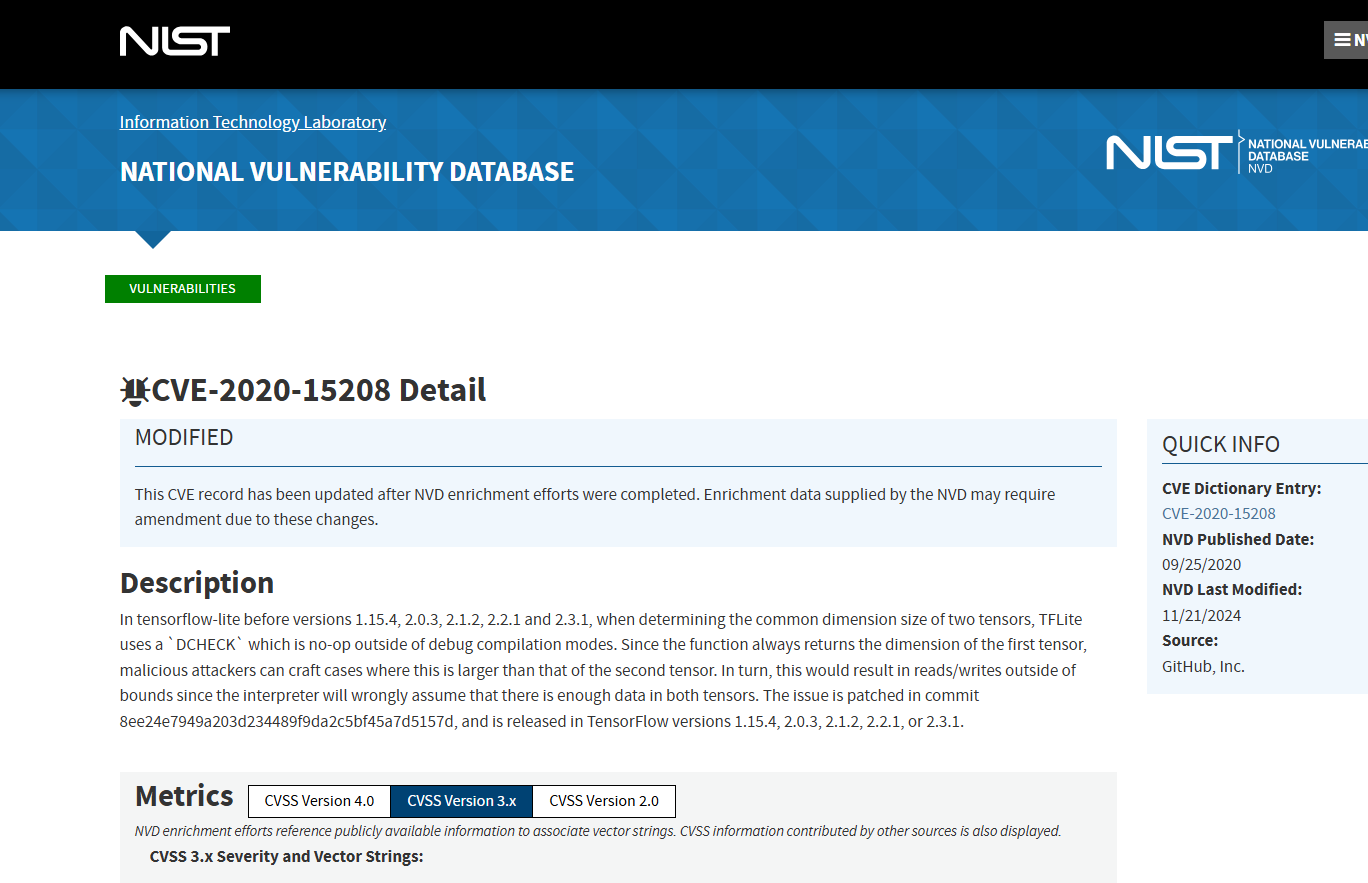 NIST
Information Technology Laboratory
NATIONAL VULNERABILITY DATABASE
NIST
NATIONAL
DATABASE
NVD
VULNERABILITIES
CVE-2020-15208 Detail
MODIFIED
This CVE record has been updated after NVD enrichment efforts were completed. Enrichment data supplied by the NVD may require
amendment due to these changes.
Description
In tensorflow-lite before versions 1.15.4, 2.0.3, 2.1.2, 2.2.1 and 2.3.1, when determining the common dimension size of two tensors, TFLite
uses a `DCHECK` which is no-op outside of debug compilation modes. Since the function always returns the dimension of the first tensor,
malicious attackers can craft cases where this is larger than that of the second tensor. In turn, this would result in reads/writes outside of
bounds since the interpreter will wrongly assume that there is enough data in both tensors. The issue is patched in commit
8ee24e7949a203d234489f9da2c5bf45a7d5157d, and is released in TensorFlow versions 1.15.4, 2.0.3, 2.1.2, 2.2.1, or 2.3.1.
Metrics
CVSS Version 4.0
CVSS Version 3.x
CVSS Version 2.0
NVD enrichment efforts reference publicly available information to associate vector strings. CVSS information contributed by other sources is also displayed.
CVSS 3.x Severity and Vector Strings:
QUICK INFO
CVE Dictionary Entry:
CVE-2020-15208
NVD Published Date:
09/25/2020
NVD Last Modified:
11/21/2024
Source:
GitHub, Inc.